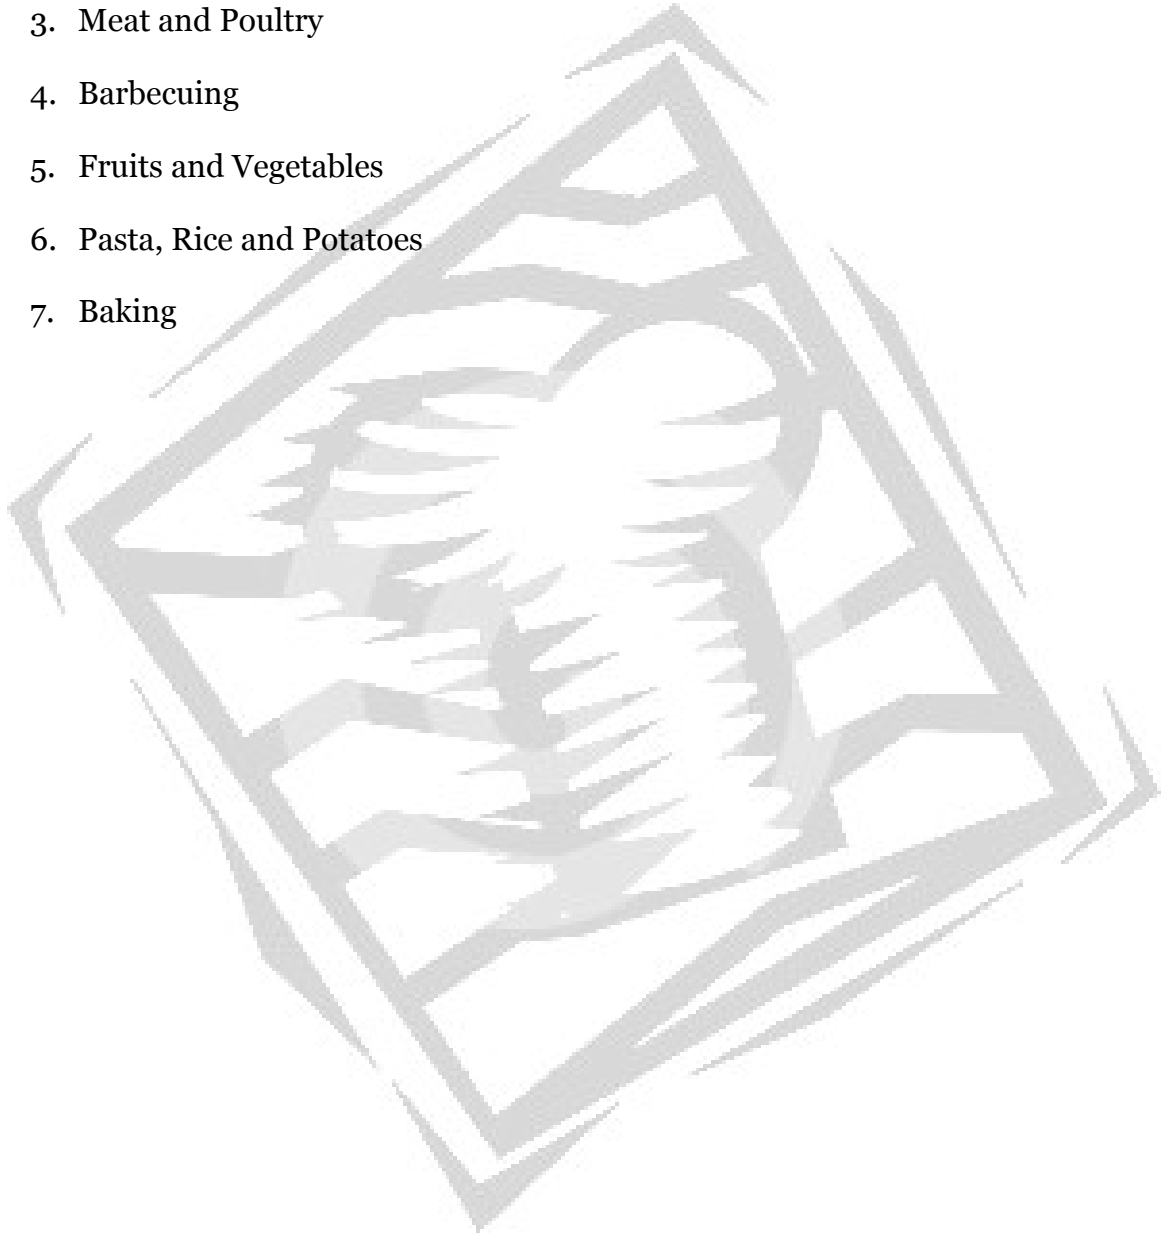 3. Meat and Poultry
4. Barbecuing
5. Fruits and Vegetables
6. Pasta, Rice and Potatoes
7. Baking